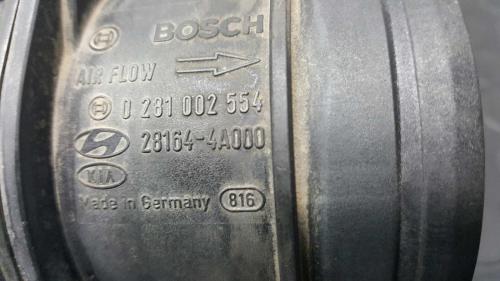 BOSCH
AIR FLOW
0 281 002 554
28164-4A000
KIA
Made in Germany 816